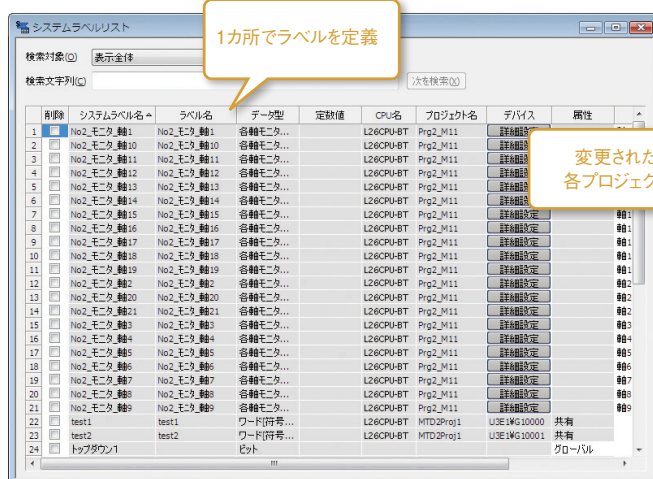 システムラベルリスト
1カ所でラベルを定義
検索対象(O) 表示全体
検索文字列(C) 次を検索(X)
変更された
各プロジェク
削除 システムラベル名 ラベル名 データ型 定数値 CPU名 プロジェクト名 デバイス 属性
1 No2_モニタ_軸1 No2_モニタ_軸1 各軸モニタ... L26CPU-BT Prg2_M11 詳細設定
2 No2_モニタ_軸10 No2_モニタ_軸10 各軸モニタ... L26CPU-BT Prg2_M11
3 No2_モニタ_軸11 No2_モニタ_軸11 各軸モニタ... L26CPU-BT Prg2_M11
4 No2_モニタ_軸12 No2_モニタ_軸12 各軸モニタ... L26CPU-BT Prg2_M11
5 No2_モニタ_軸13 No2_モニタ_軸13 各軸モニタ... L26CPU-BT Prg2_M11
6 No2_モニタ_軸14 No2_モニタ_軸14 各軸モニタ... L26CPU-BT Prg2_M11
7 No2_モニタ_軸15 No2_モニタ_軸15 各軸モニタ... L26CPU-BT Prg2_M11 詳細設定 軸1
8 No2_モニタ_軸16 No2_モニタ_軸16 各軸モニタ... L26CPU-BT Prg2_M11 詳細設定 軸1
9 No2_モニタ_軸17 No2_モニタ_軸17 各軸モニタ... L26CPU-BT Prg2_M11 詳細設定 軸1
10 No2_モニタ_軸18 No2_モニタ_軸18 各軸モニタ... L26CPU-BT Prg2_M11 詳細設定 軸1
11 No2_モニタ_軸19 No2_モニタ_軸19 各軸モニタ... L26CPU-BT Prg2_M11 詳細設定 軸1
12 No2_モニタ_軸2 No2_モニタ_軸2 各軸モニタ... L26CPU-BT Prg2_M11 詳細設定 軸2
13 No2_モニタ_軸20 No2_モニタ_軸20 各軸モニタ... L26CPU-BT Prg2_M11 詳細設定 軸2
14 No2_モニタ_軸21 No2_モニタ_軸21 各軸モニタ... L26CPU-BT Prg2_M11 詳細設定 軸2
15 No2_モニタ_軸3 No2_モニタ_軸3 各軸モニタ... L26CPU-BT Prg2_M11 詳細設定 軸3
16 No2_モニタ_軸4 No2_モニタ_軸4 各軸モニタ... L26CPU-BT Prg2_M11 詳細設定 軸4
17 No2_モニタ_軸5 No2_モニタ_軸5 各軸モニタ... L26CPU-BT Prg2_M11 詳細設定 軸5
18 No2_モニタ_軸6 No2_モニタ_軸6 各軸モニタ... L26CPU-BT Prg2_M11 詳細設定 軸6
19 No2_モニタ_軸7 No2_モニタ_軸7 各軸モニタ... L26CPU-BT Prg2_M11 詳細設定 軸7
20 No2_モニタ_軸8 No2_モニタ_軸8 各軸モニタ... L26CPU-BT Prg2_M11 詳細設定 軸8
21 No2_モニタ_軸9 No2_モニタ_軸9 各軸モニタ... L26CPU-BT Prg2_M11 詳細設定 軸9
22 test1 test1 ワード[符号... L26CPU-BT MTD2Proj1 U3E1¥G10000 共有
23 test2 test2 ワード[符号... L26CPU-BT MTD2Proj1 U3E1¥G10001 共有
24 トップダウン1 ビット グローバル